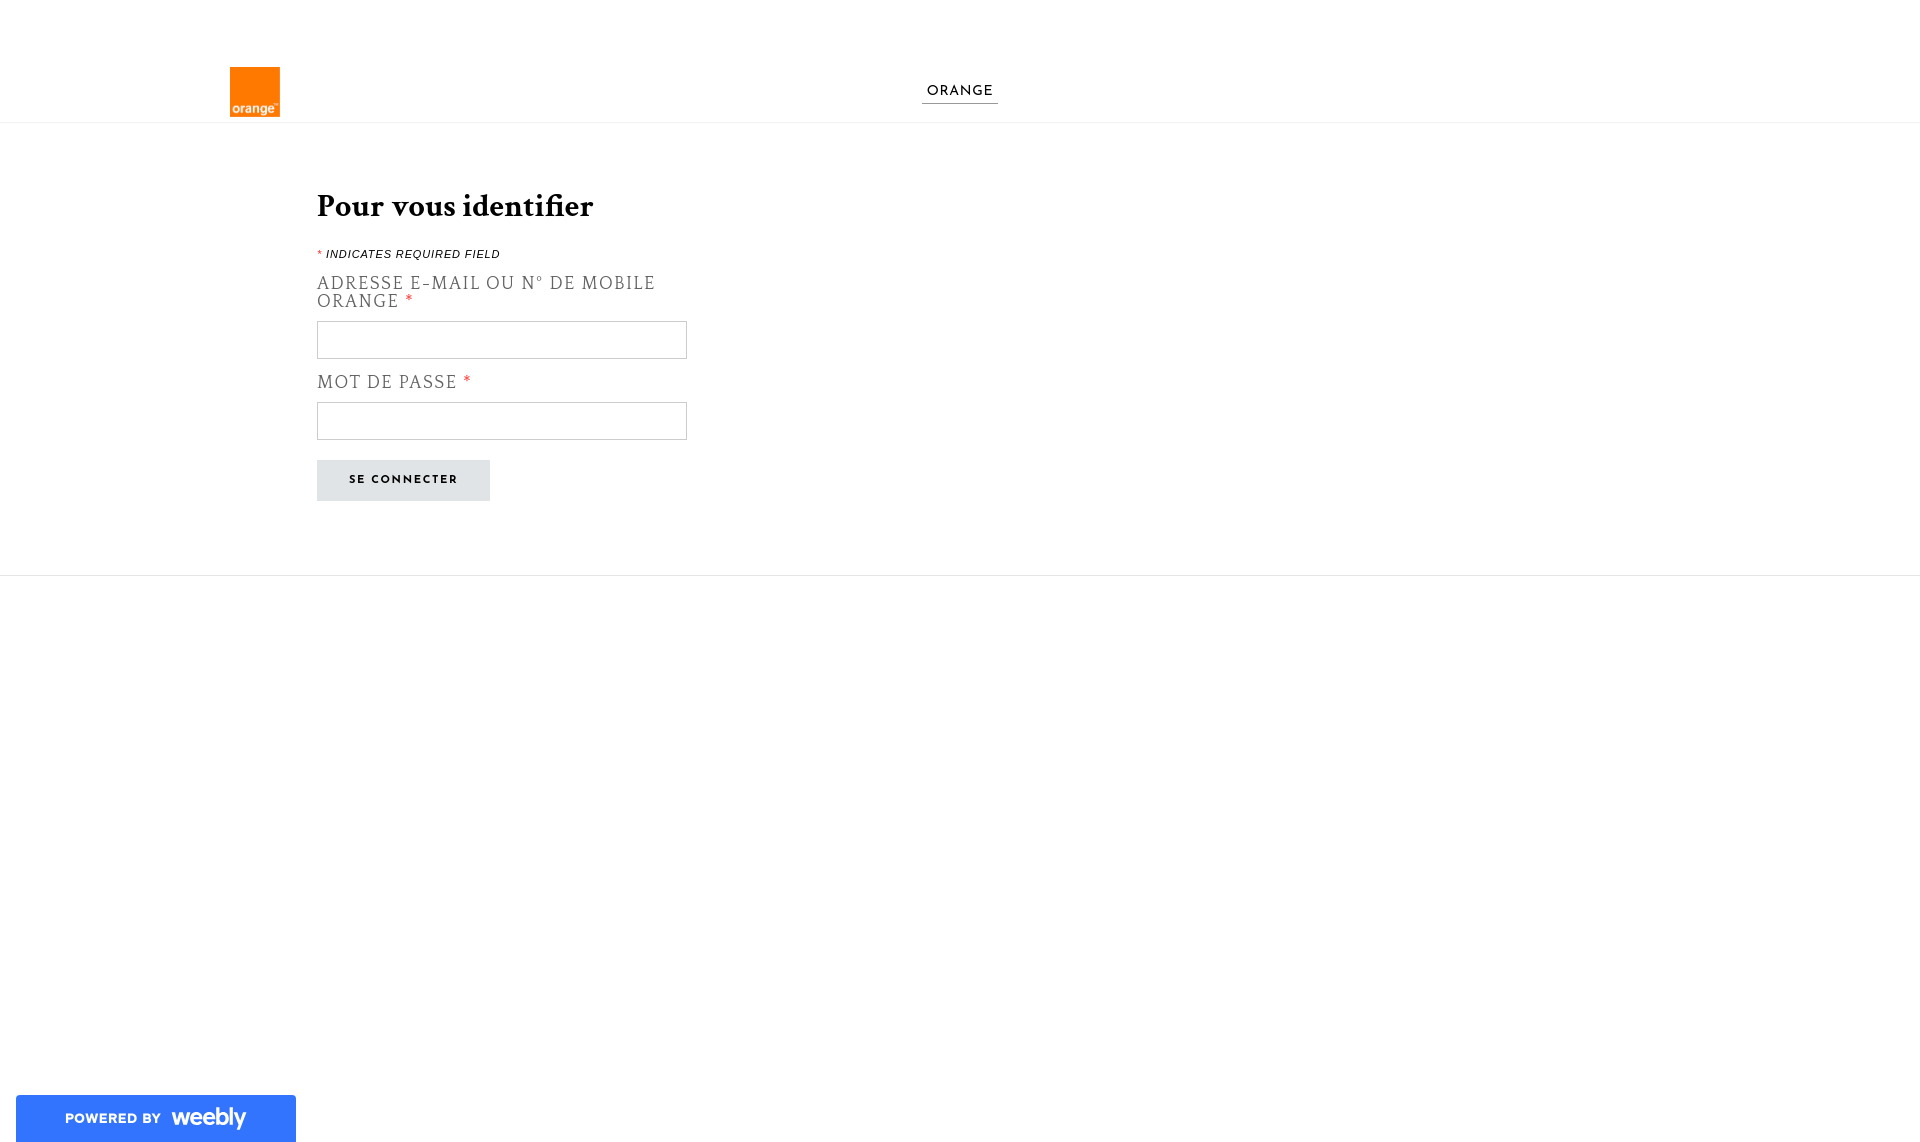 orange™
ORANGE
Pour vous identifier
* INDICATES REQUIRED FIELD
ADRESSE E-MAIL OU N° DE MOBILE
ORANGE *
MOT DE PASSE *
SE CONNECTER
POWERED BY weebly